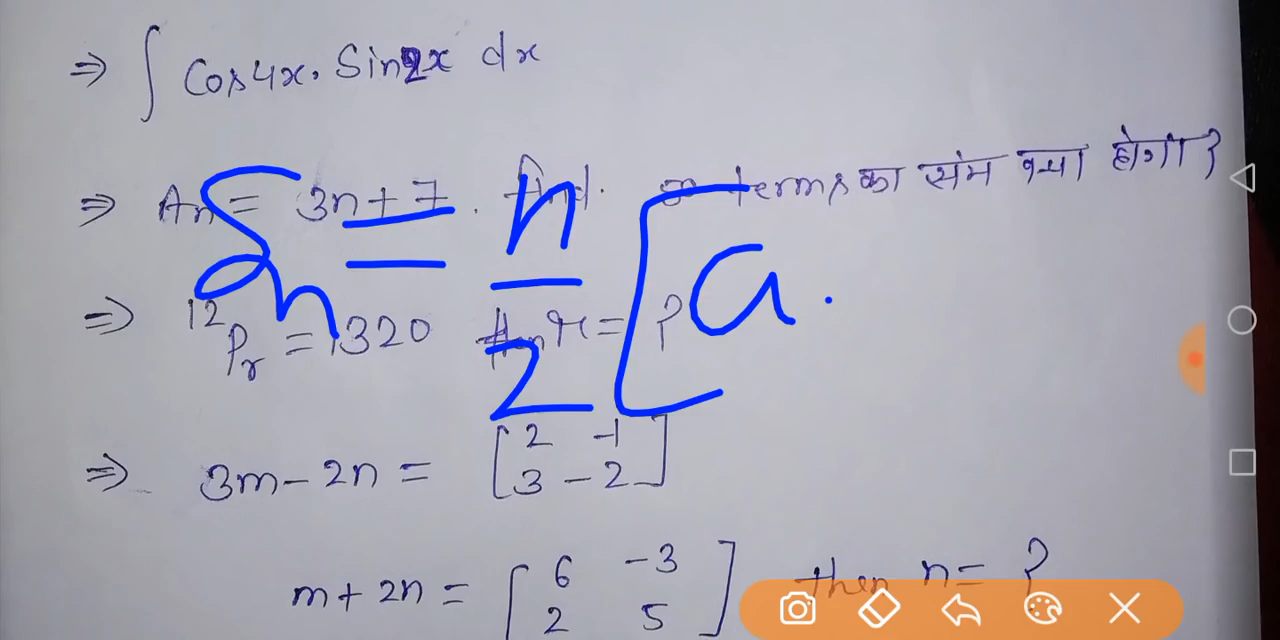 ⇒ ∫ Cos4x. Sin2x dx
⇒ An = 3n+7. find. n terms का संम क्या होगा?
Sn = n/2 [a.
⇒ ¹²Pr = 1320 then r = ?
⇒ 3m - 2n = [2 -1
3 -2]
m + 2n = [6 -3
2 5] then n = ?